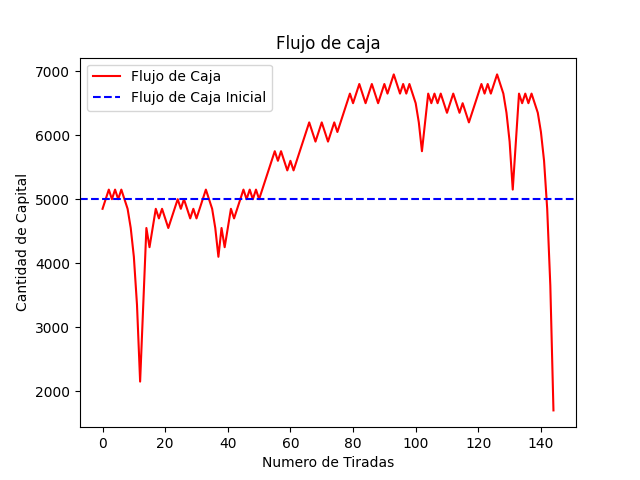 Flujo de caja
Flujo de Caja
Flujo de Caja Inicial
7000
6000
5000
4000
3000
2000
Cantidad de Capital
0 20 40 60 80 100 120 140
Numero de Tiradas